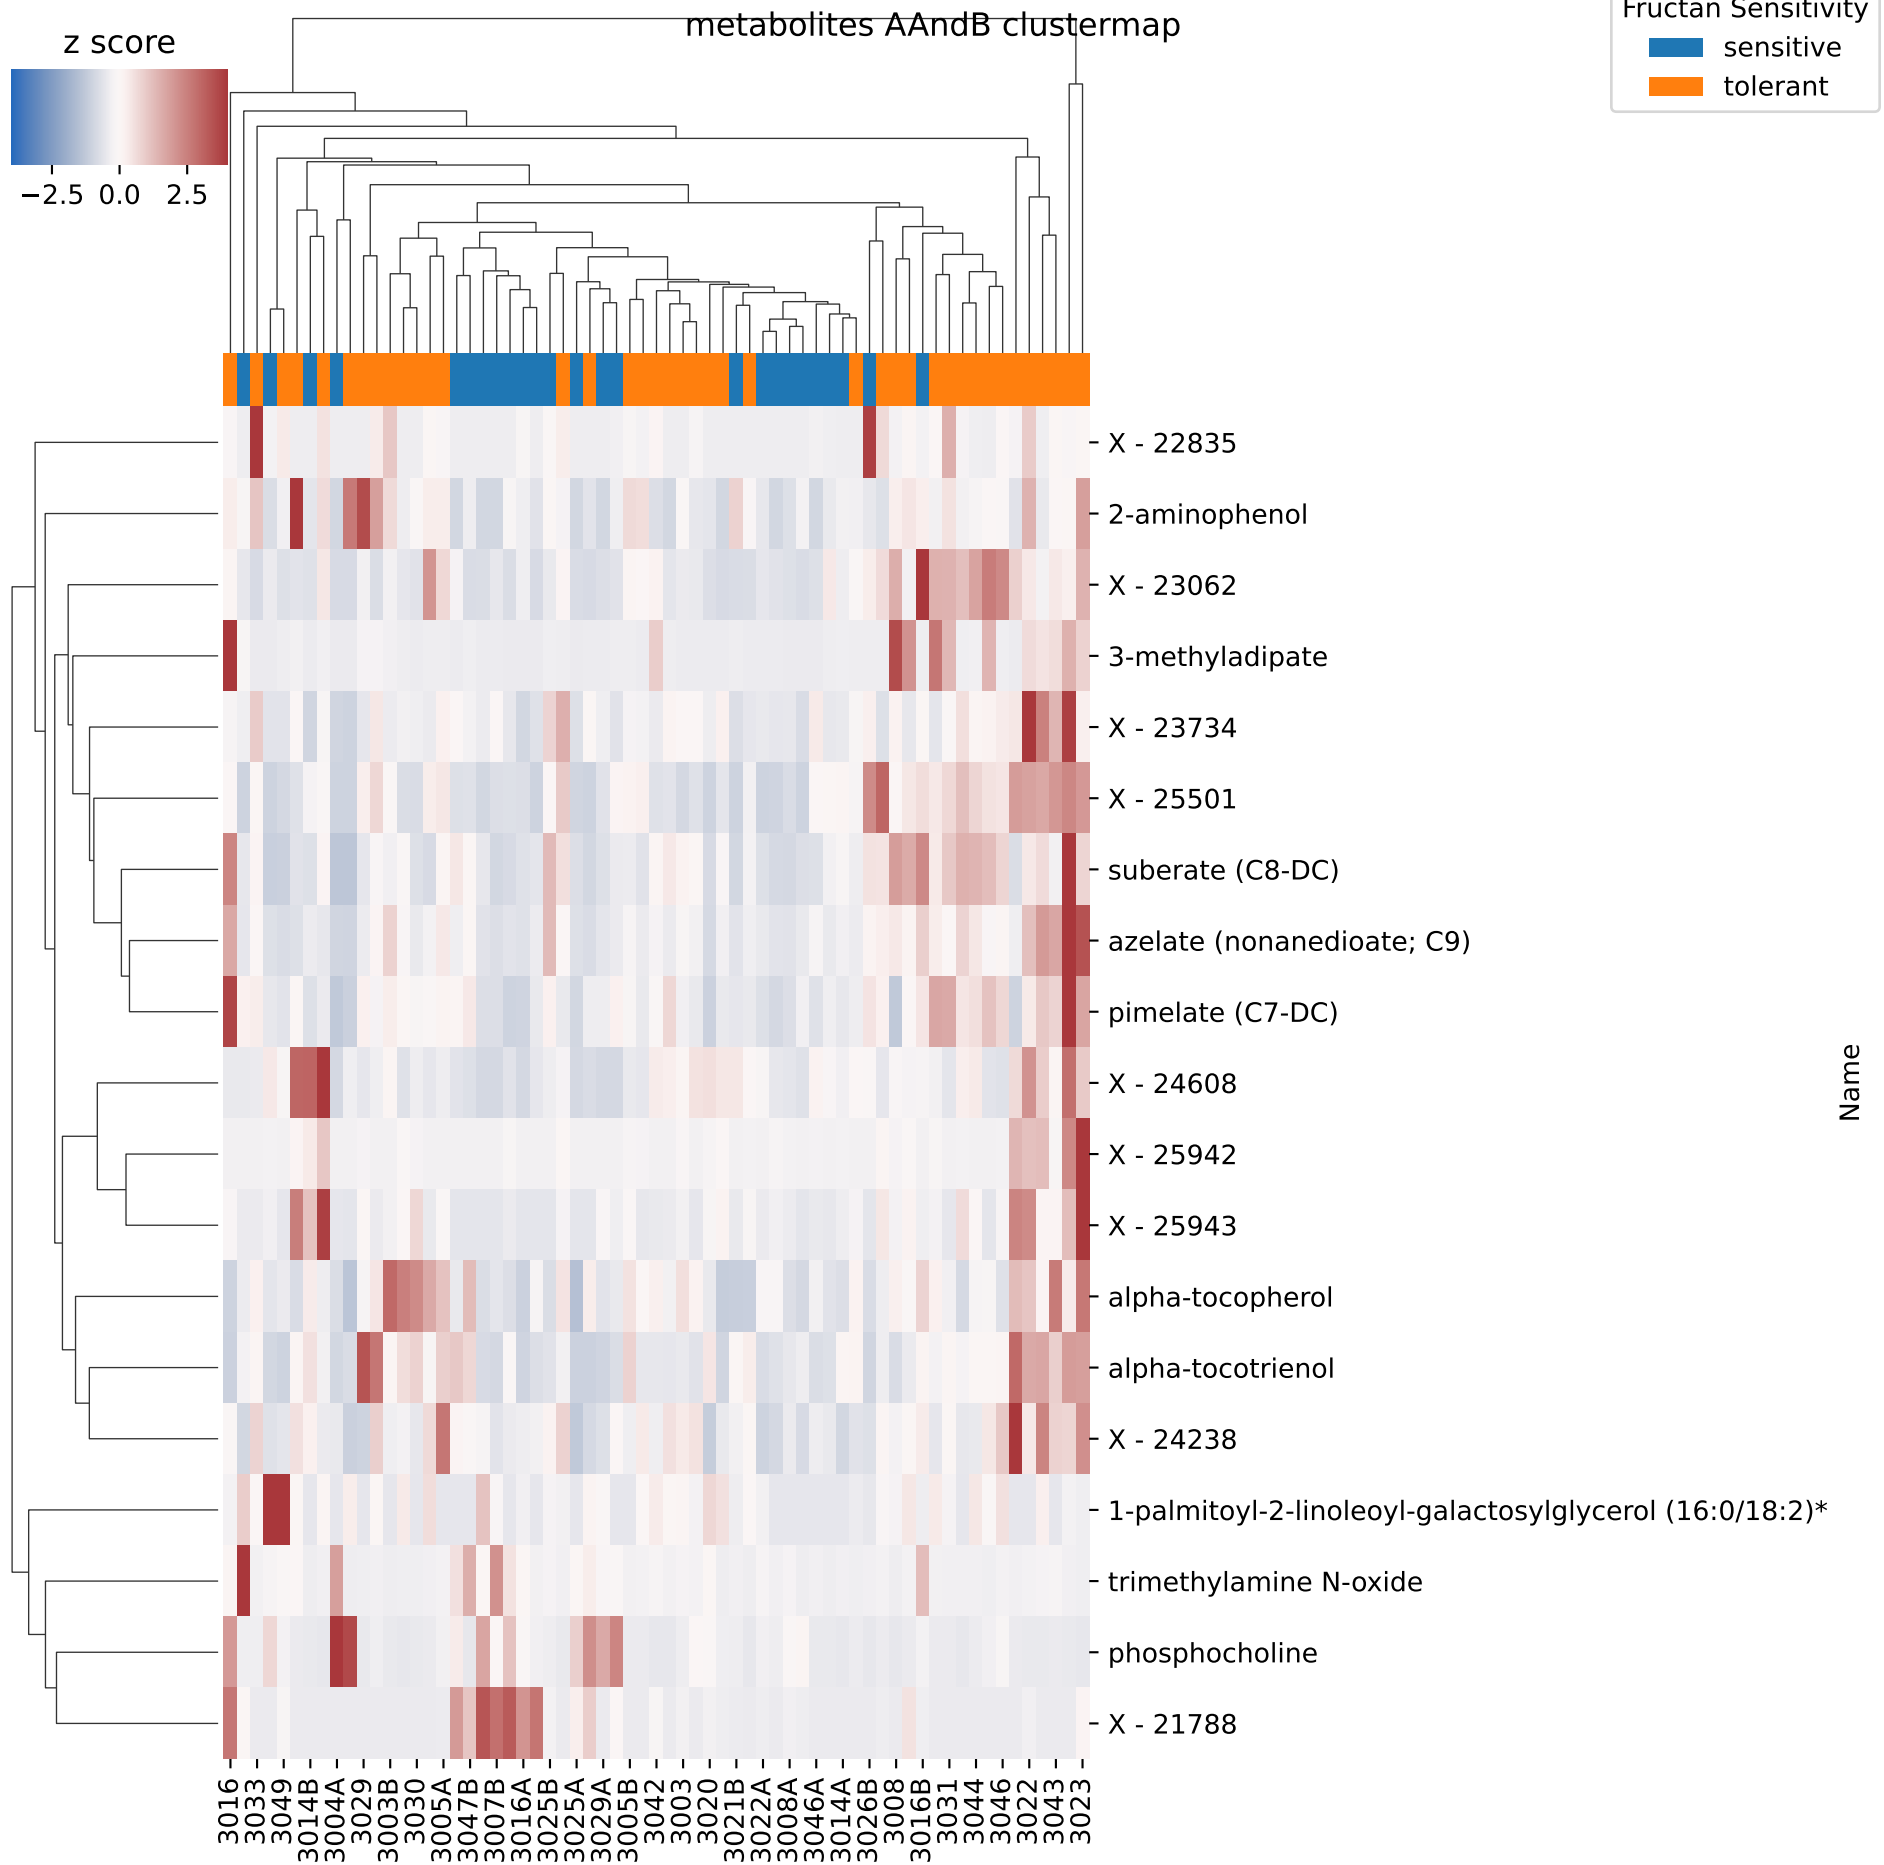 metabolites AAndB clustermap
z score
−2.5 0.0 2.5
Fructan Sensitivity
sensitive
tolerant
X - 22835
2-aminophenol
X - 23062
3-methyladipate
X - 23734
X - 25501
suberate (C8-DC)
azelate (nonanedioate; C9)
pimelate (C7-DC)
X - 24608
X - 25942
X - 25943
alpha-tocopherol
alpha-tocotrienol
X - 24238
1-palmitoyl-2-linoleoyl-galactosylglycerol (16:0/18:2)*
trimethylamine N-oxide
phosphocholine
X - 21788
Name
3016
3033
3049
3014B
3004A
3029
3003B
3030
3005A
3047B
3007B
3016A
3025B
3025A
3029A
3005B
3042
3003
3020
3021B
3022A
3008A
3046A
3014A
3026B
3008
3016B
3031
3044
3046
3022
3043
3023